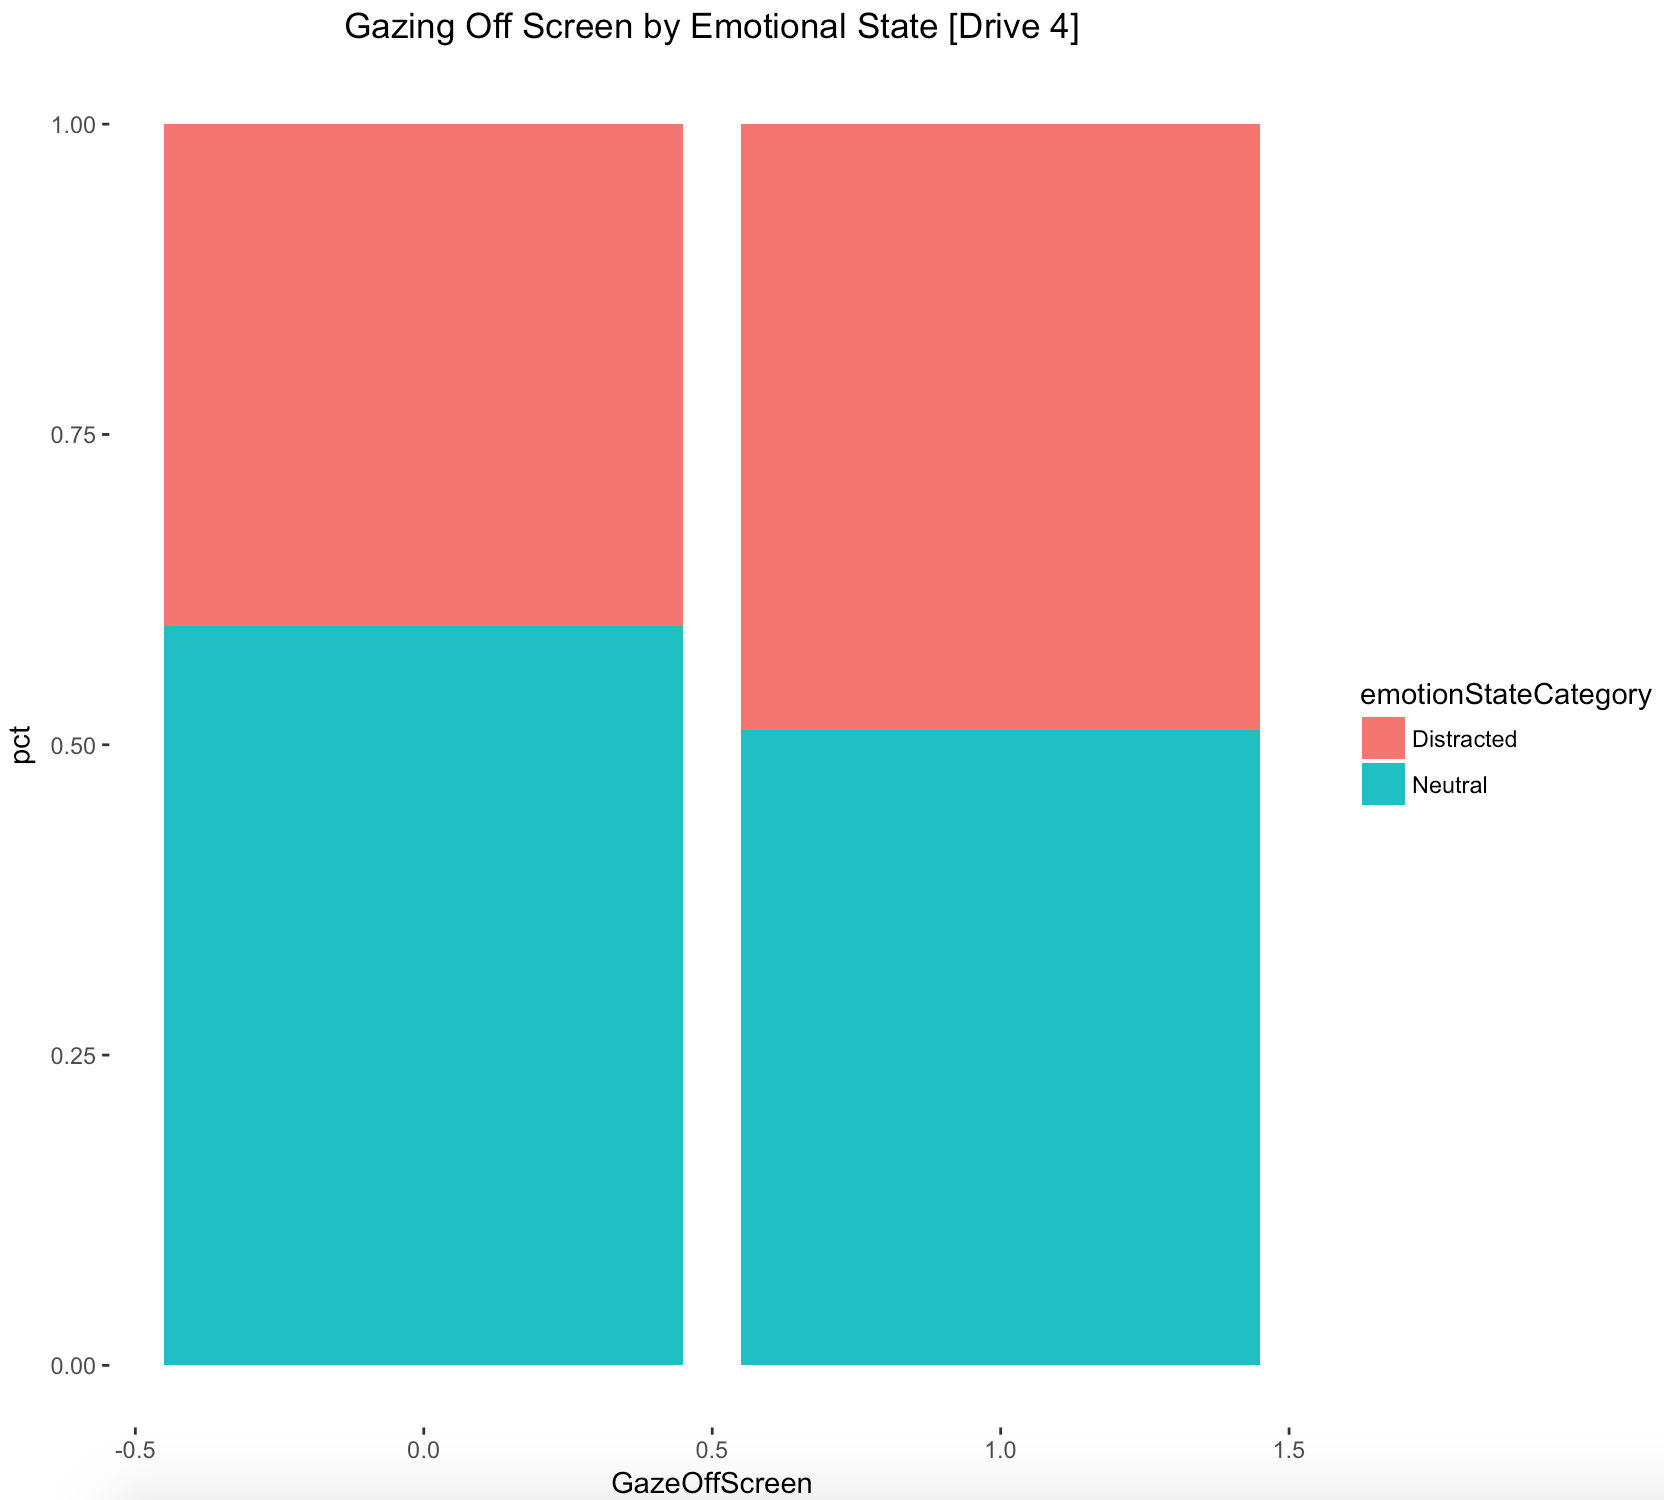 Gazing Off Screen by Emotional State [Drive 4]
1.00
0.75
0.50
0.25
0.00
pct
-0.5 0.0 0.5 1.0 1.5
GazeOffScreen
emotionStateCategory
Distracted
Neutral